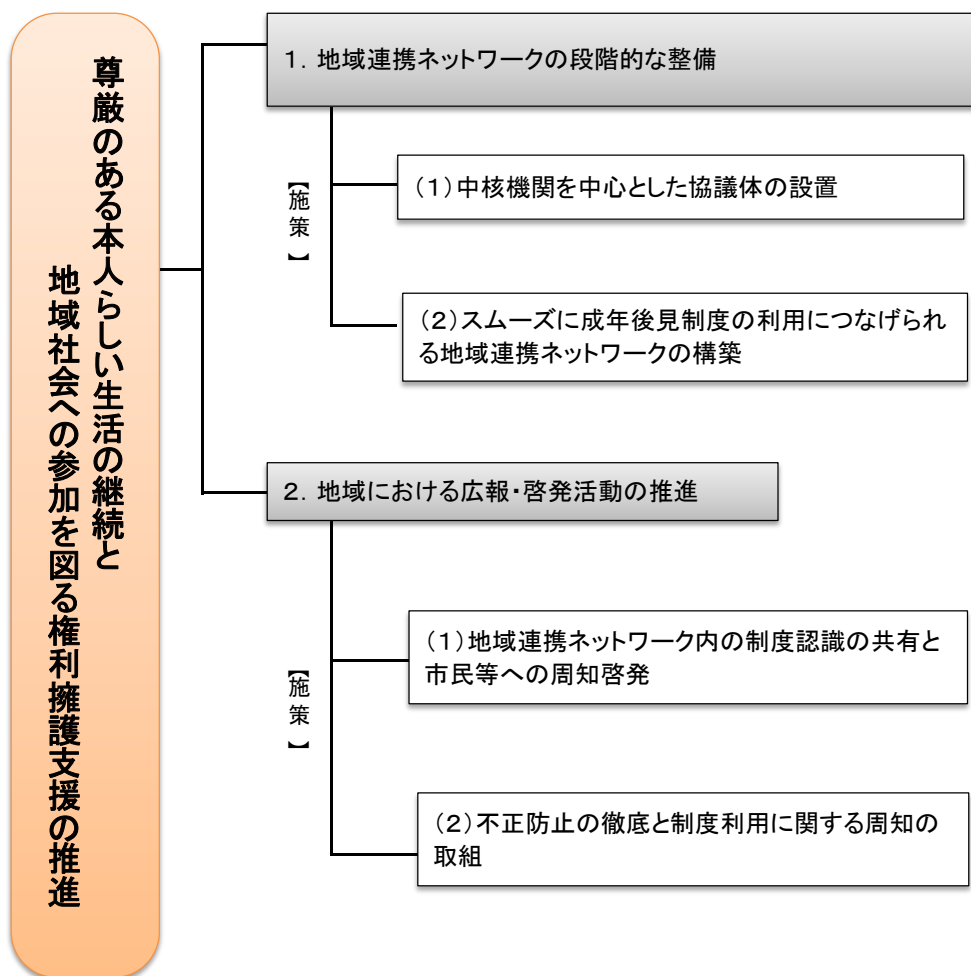 尊厳のある本人らしい生活の継続と
地域社会への参加を図る権利擁護支援の推進
1．地域連携ネットワークの段階的な整備
【施策】
（1）中核機関を中心とした協議体の設置
（2）スムーズに成年後見制度の利用につなげられ
る地域連携ネットワークの構築
2．地域における広報・啓発活動の推進
【施策】
（1）地域連携ネットワーク内の制度認識の共有と
市民等への周知啓発
（2）不正防止の徹底と制度利用に関する周知の
取組